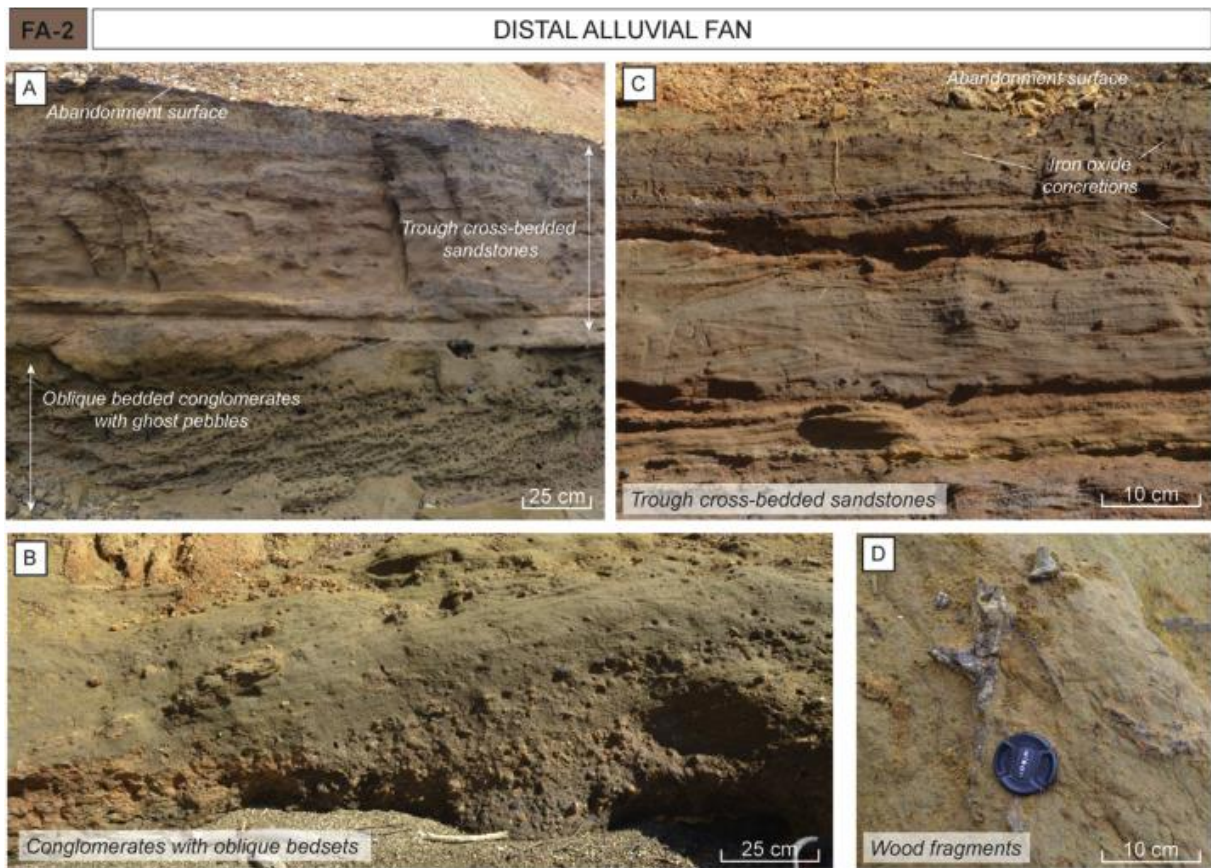 FA-2
DISTAL ALLUVIAL FAN
A
Abandonment surface
Trough cross-bedded
sandstones
Oblique bedded conglomerates
with ghost pebbles
25 cm
C
Abandonment surface
Iron oxide
concretions
Trough cross-bedded sandstones
10 cm
B
Conglomerates with oblique bedsets
25 cm
D
Wood fragments
10 cm